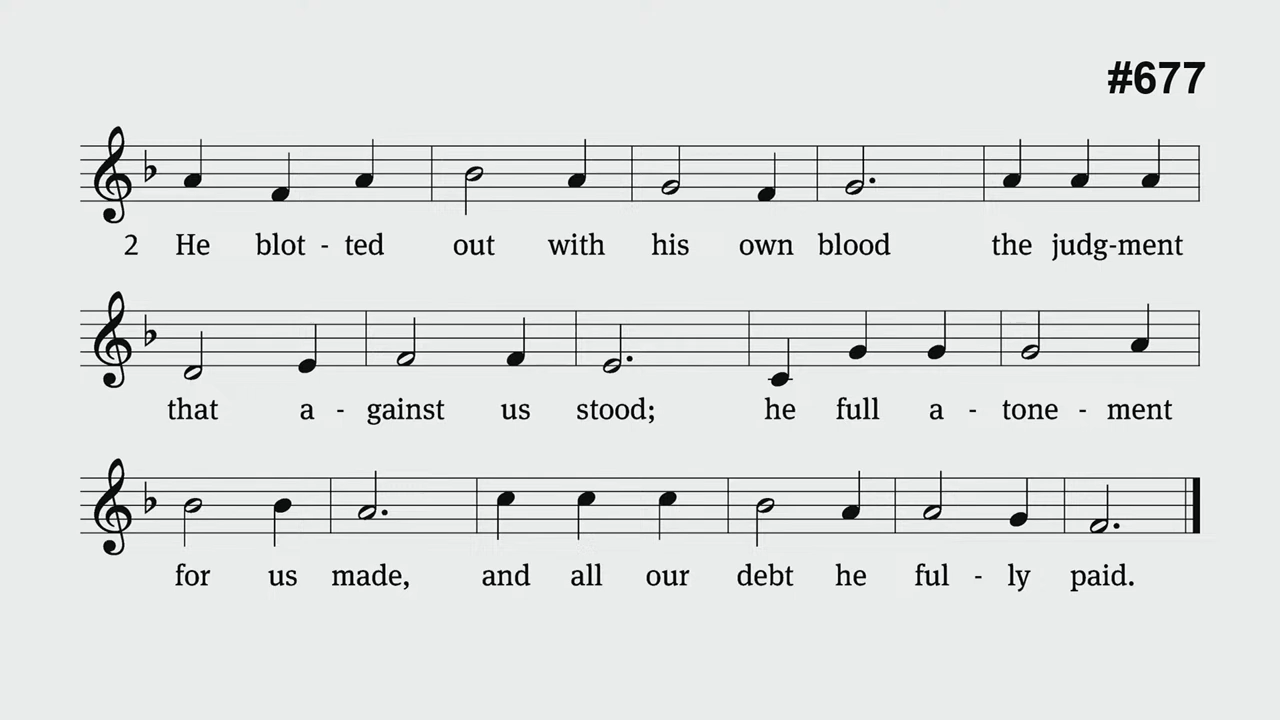 #677
2 He blot - ted out with his own blood the judg-ment
that a - gainst us stood; he full a - tone - ment
for us made, and all our debt he ful - ly paid.